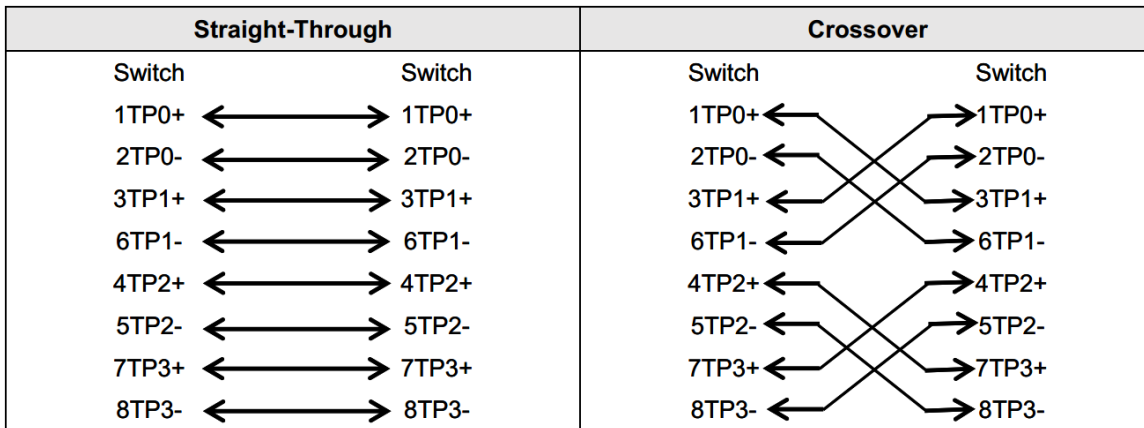 Straight-Through Crossover
Switch Switch Switch Switch
1TP0+ 1TP0+ 1TP0+ 1TP0+
2TP0- 2TP0- 2TP0- 2TP0-
3TP1+ 3TP1+ 3TP1+ 3TP1+
6TP1- 6TP1- 6TP1- 6TP1-
4TP2+ 4TP2+ 4TP2+ 4TP2+
5TP2- 5TP2- 5TP2- 5TP2-
7TP3+ 7TP3+ 7TP3+ 7TP3+
8TP3- 8TP3- 8TP3- 8TP3-